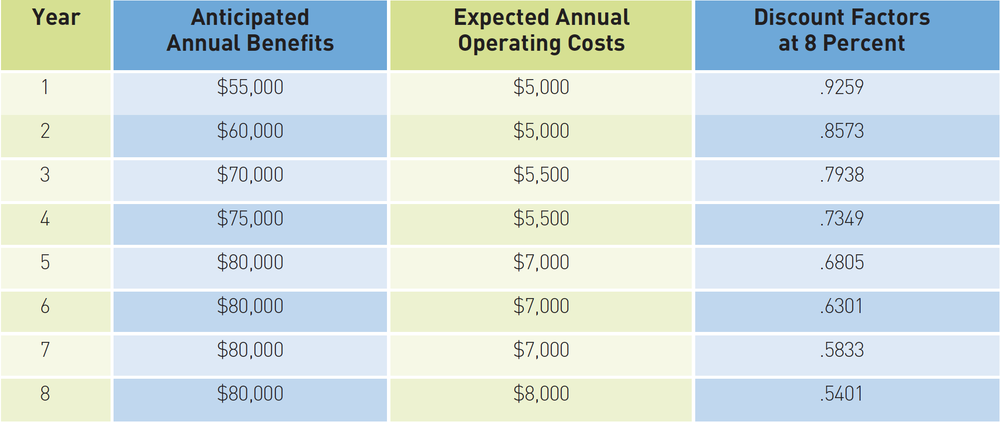 Year Anticipated Annual Benefits Expected Annual Operating Costs Discount Factors at 8 Percent
1 $55,000 $5,000 .9259
2 $60,000 $5,000 .8573
3 $70,000 $5,500 .7938
4 $75,000 $5,500 .7349
5 $80,000 $7,000 .6805
6 $80,000 $7,000 .6301
7 $80,000 $7,000 .5833
8 $80,000 $8,000 .5401